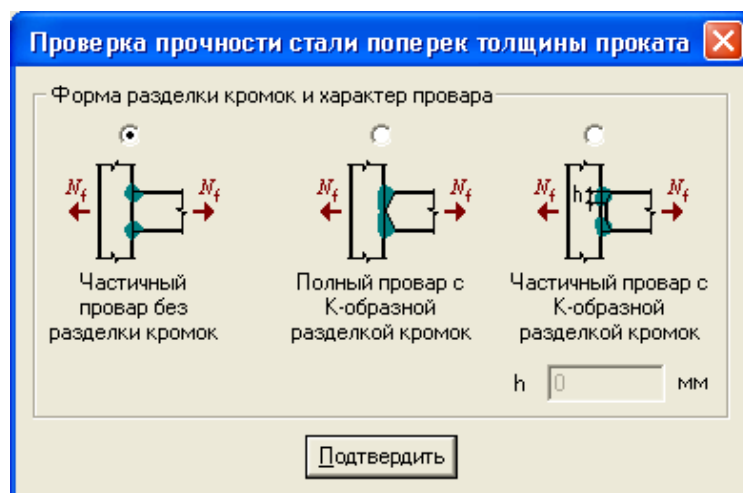 Проверка прочности стали поперек толщины проката
Форма разделки кромок и характер провара
Nf Nf Nf Nf Nf h Nf
Частичный Полный провар с Частичный провар с
провар без К-образной К-образной
разделки кромок разделкой кромок разделкой кромок
h 0 мм
Подтвердить